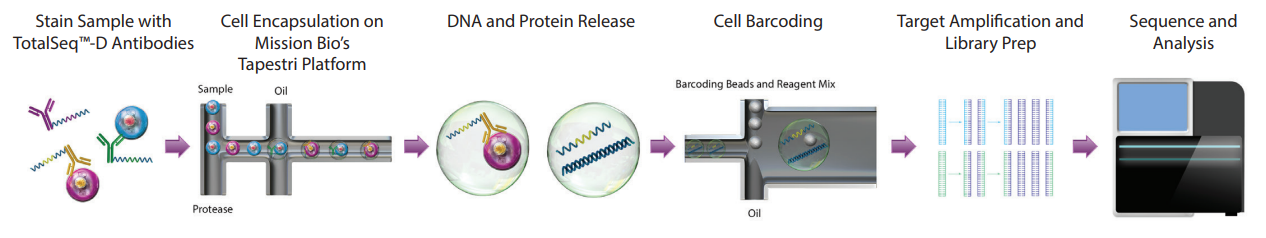 Stain Sample with
TotalSeq™-D Antibodies
Cell Encapsulation on
Mission Bio’s
Tapestri Platform
DNA and Protein Release
Cell Barcoding
Target Amplification and
Library Prep
Sequence and
Analysis
Sample
Oil
Protease
Barcoding Beads and Reagent Mix
Oil